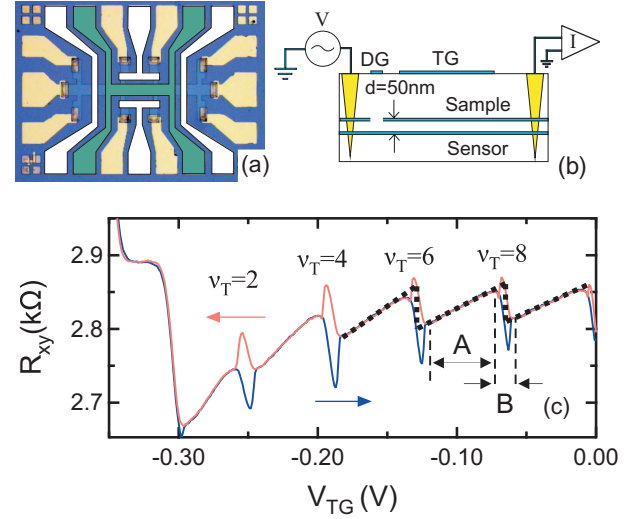 (a)
V
DG
TG
I
d=50nm
Sample
Sensor
(b)
R_xy(kΩ)
2.9
2.8
2.7
ν_T=2
ν_T=4
ν_T=6
ν_T=8
A
B
(c)
-0.30
-0.20
-0.10
0.00
V_TG (V)